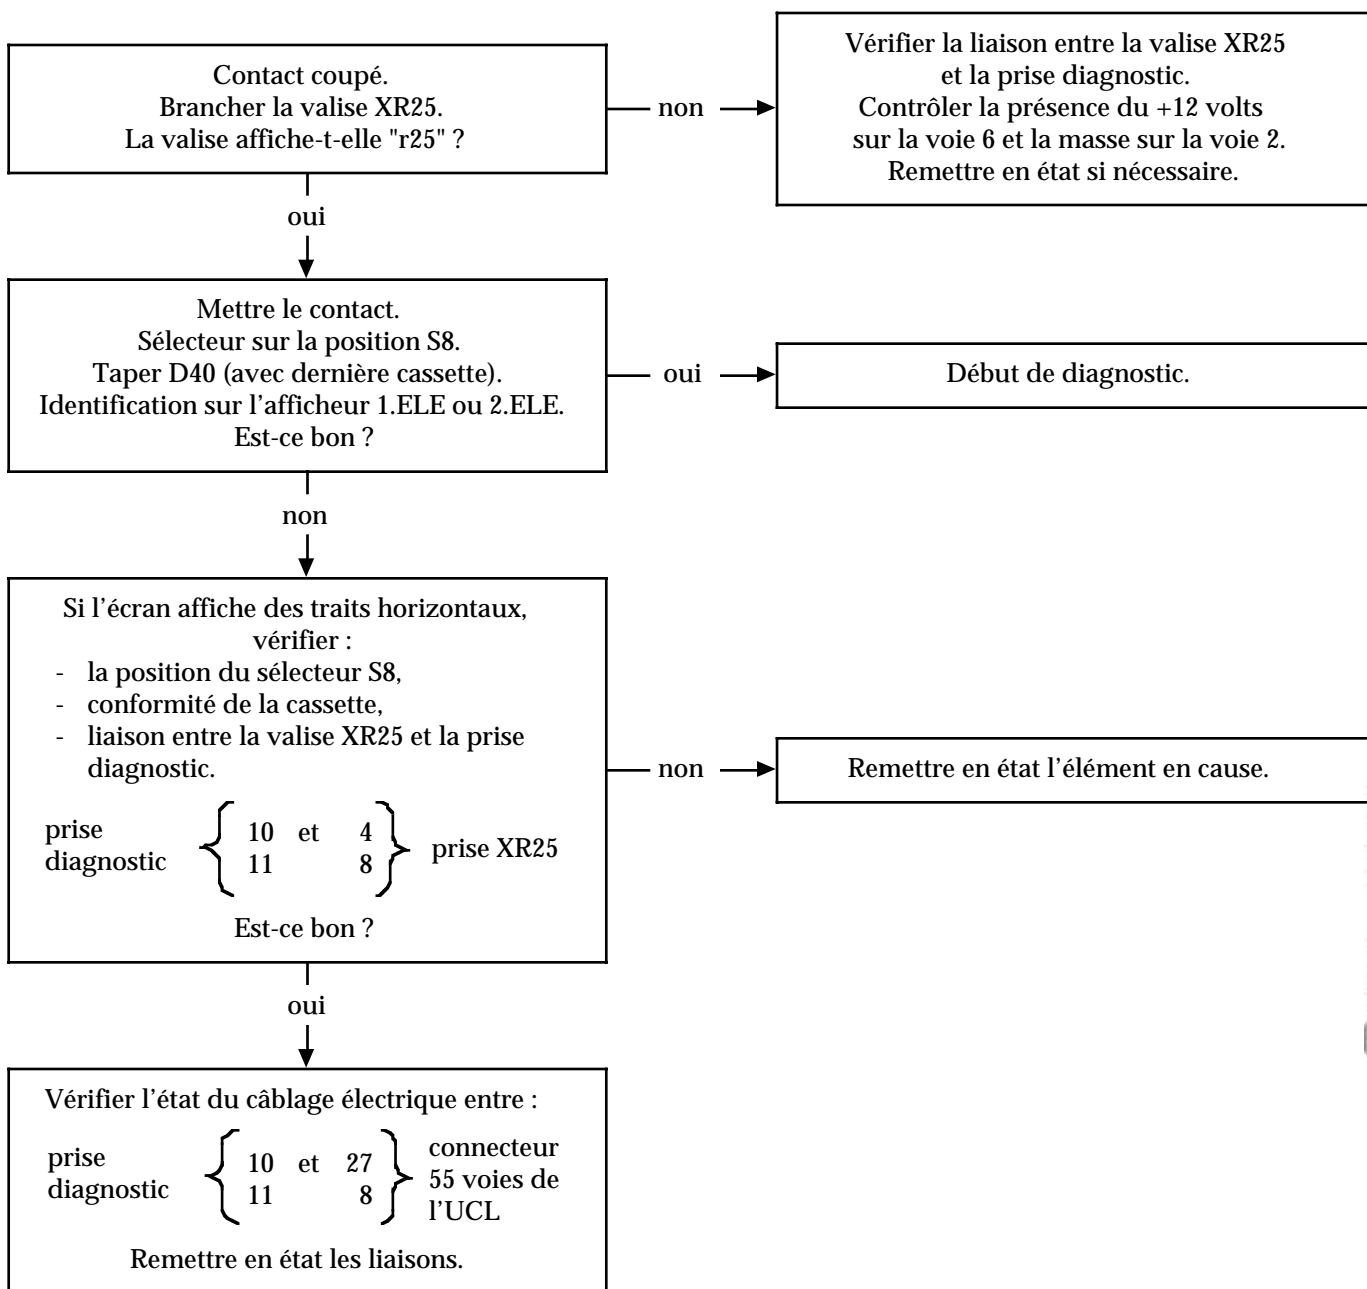 Contact coupé.
Brancher la valise XR25.
La valise affiche-t-elle "r25" ?
non
Vérifier la liaison entre la valise XR25
et la prise diagnostic.
Contrôler la présence du +12 volts
sur la voie 6 et la masse sur la voie 2.
Remettre en état si nécessaire.
oui
Mettre le contact.
Sélecteur sur la position S8.
Taper D40 (avec dernière cassette).
Identification sur l’afficheur 1.ELE ou 2.ELE.
Est-ce bon ?
oui
Début de diagnostic.
non
Si l’écran affiche des traits horizontaux,
vérifier :
- la position du sélecteur S8,
- conformité de la cassette,
- liaison entre la valise XR25 et la prise
diagnostic.
prise
diagnostic
10 et 4
11 8
prise XR25
Est-ce bon ?
non
Remettre en état l’élément en cause.
oui
Vérifier l’état du câblage électrique entre :
prise
diagnostic
10 et 27
11 8
connecteur
55 voies de
l’UCL
Remettre en état les liaisons.